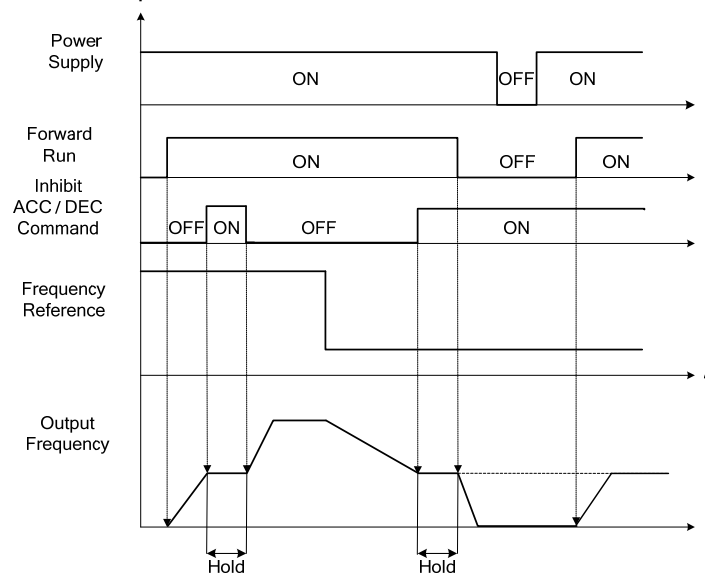 Power
Supply
ON
OFF
ON
Forward
Run
ON
OFF
ON
Inhibit
ACC / DEC
Command
OFF
ON
OFF
ON
Frequency
Reference
Output
Frequency
Hold
Hold